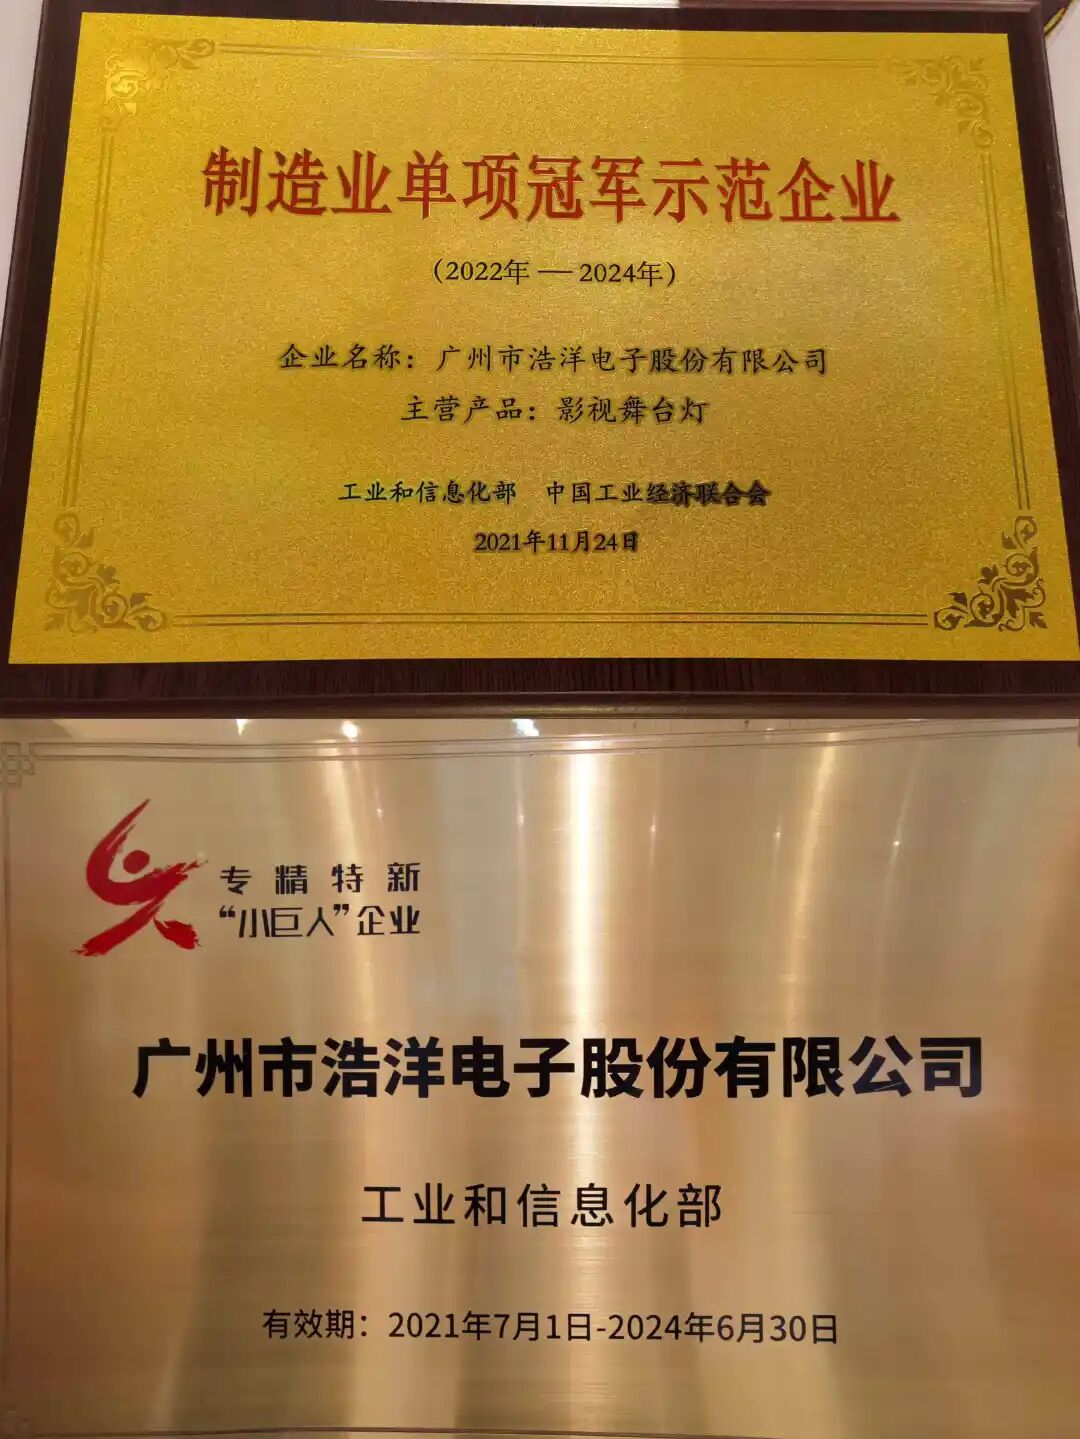 制造业单项冠军示范企业
（2022年 — 2024年）
企业名称：广州市浩洋电子股份有限公司
主营产品：影视舞台灯
工业和信息化部 中国工业经济联合会
2021年11月24日
专精特新
“小巨人”企业
广州市浩洋电子股份有限公司
工业和信息化部
有效期：2021年7月1日-2024年6月30日